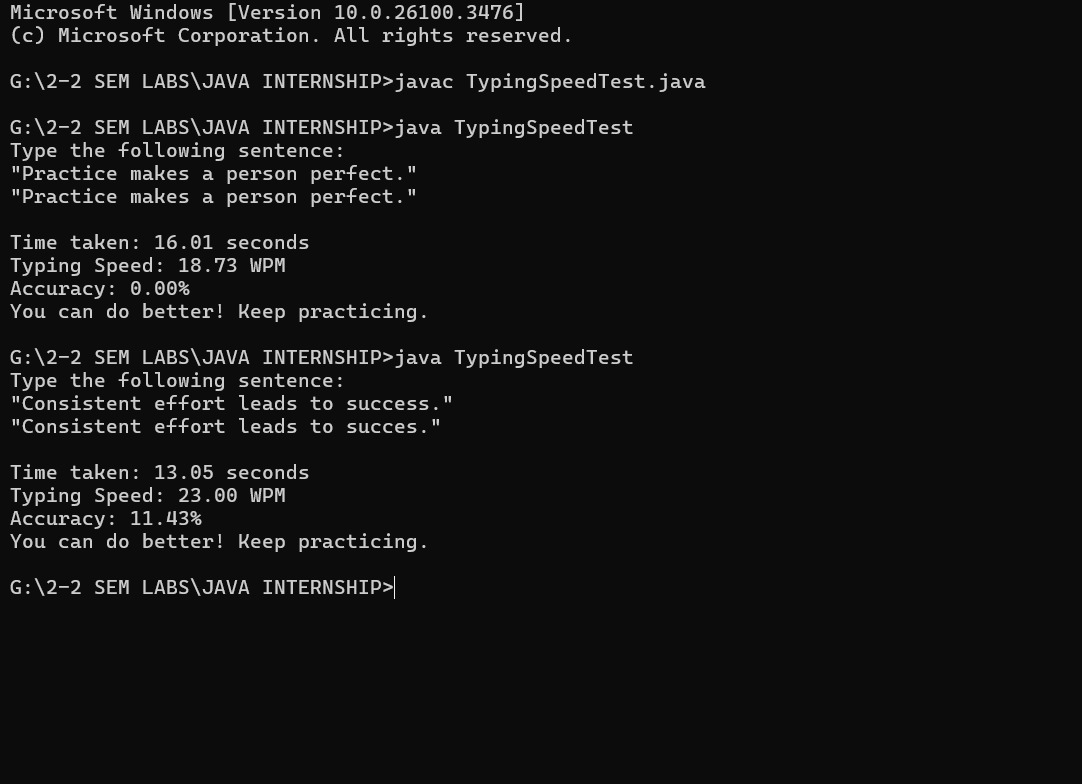 Microsoft Windows [Version 10.0.26100.3476]
(c) Microsoft Corporation. All rights reserved.
G:\2-2 SEM LABS\JAVA INTERNSHIP>javac TypingSpeedTest.java
G:\2-2 SEM LABS\JAVA INTERNSHIP>java TypingSpeedTest
Type the following sentence:
"Practice makes a person perfect."
"Practice makes a person perfect."
Time taken: 16.01 seconds
Typing Speed: 18.73 WPM
Accuracy: 0.00%
You can do better! Keep practicing.
G:\2-2 SEM LABS\JAVA INTERNSHIP>java TypingSpeedTest
Type the following sentence:
"Consistent effort leads to success."
"Consistent effort leads to succes."
Time taken: 13.05 seconds
Typing Speed: 23.00 WPM
Accuracy: 11.43%
You can do better! Keep practicing.
G:\2-2 SEM LABS\JAVA INTERNSHIP>